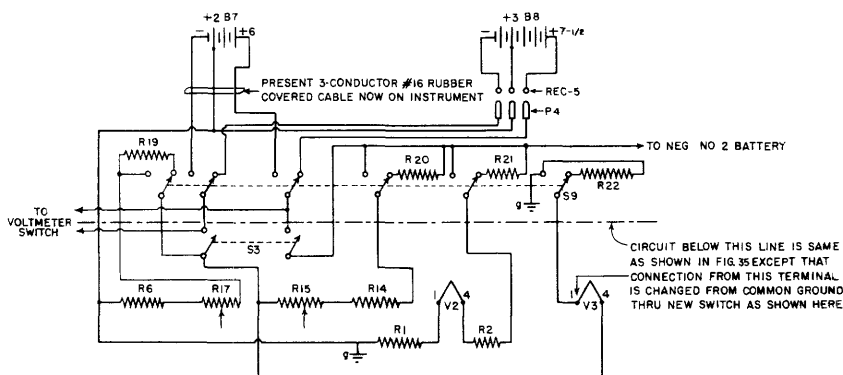 - +2 B7 +6
- +3 B8 +7-1/2
PRESENT 3-CONDUCTOR #16 RUBBER
COVERED CABLE NOW ON INSTRUMENT
REC-5
P4
R19
R20
R21
TO NEG NO 2 BATTERY
R22
S9
g
TO
VOLTMETER
SWITCH
S3
CIRCUIT BELOW THIS LINE IS SAME
AS SHOWN IN FIG. 35 EXCEPT THAT
CONNECTION FROM THIS TERMINAL
IS CHANGED FROM COMMON GROUND
THRU NEW SWITCH AS SHOWN HERE
R6
R17
R15
R14
1 V2 4
1 V3 4
R1
R2
g